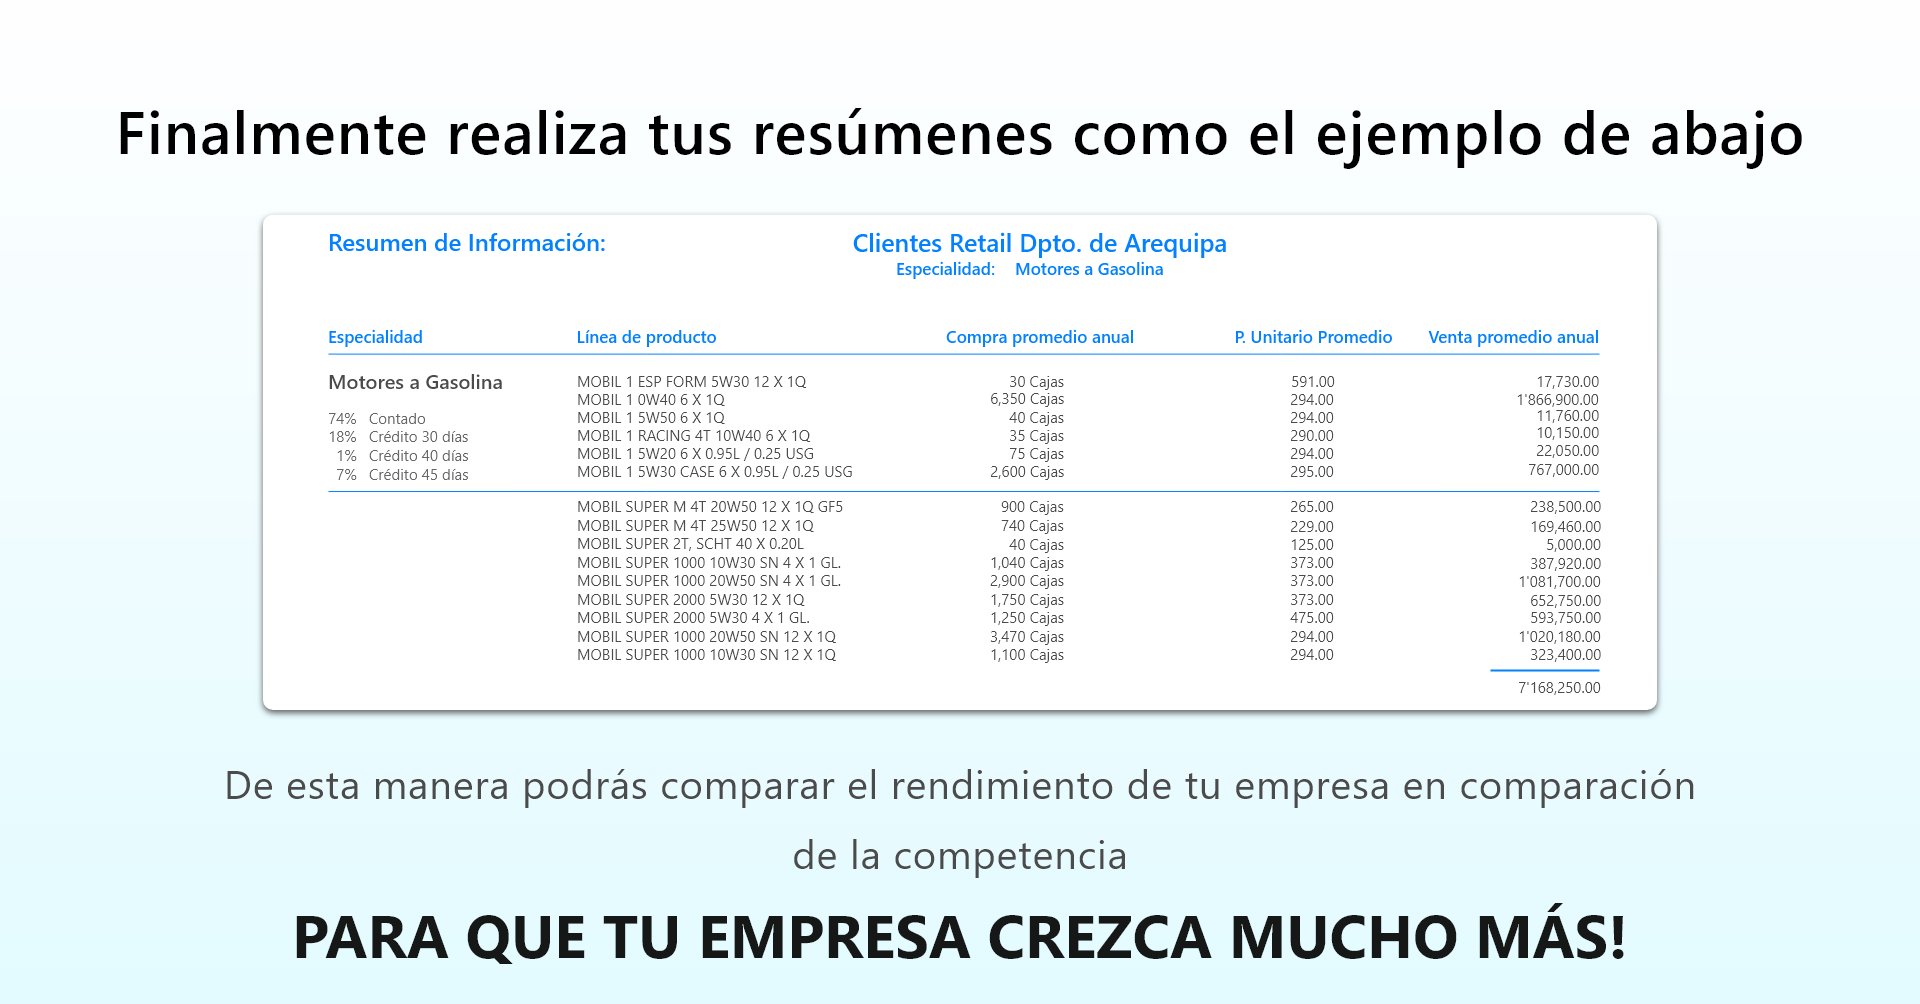 Finalmente realiza tus resúmenes como el ejemplo de abajo
Resumen de Información: Clientes Retail Dpto. de Arequipa
Especialidad: Motores a Gasolina
Especialidad Línea de producto Compra promedio anual P. Unitario Promedio Venta promedio anual
Motores a Gasolina MOBIL 1 ESP FORM 5W30 12 X 1Q 30 Cajas 591.00 17,730.00
MOBIL 1 0W40 6 X 1Q 6,350 Cajas 294.00 1'866,900.00
74% Contado MOBIL 1 5W50 6 X 1Q 40 Cajas 294.00 11,760.00
18% Crédito 30 días MOBIL 1 RACING 4T 10W40 6 X 1Q 35 Cajas 290.00 10,150.00
1% Crédito 40 días MOBIL 1 5W20 6 X 0.95L / 0.25 USG 75 Cajas 294.00 22,050.00
7% Crédito 45 días MOBIL 1 5W30 CASE 6 X 0.95L / 0.25 USG 2,600 Cajas 295.00 767,000.00
MOBIL SUPER M 4T 20W50 12 X 1Q GF5 900 Cajas 265.00 238,500.00
MOBIL SUPER M 4T 25W50 12 X 1Q 740 Cajas 229.00 169,460.00
MOBIL SUPER 2T, SCHT 40 X 0.20L 40 Cajas 125.00 5,000.00
MOBIL SUPER 1000 10W30 SN 4 X 1 GL. 1,040 Cajas 373.00 387,920.00
MOBIL SUPER 1000 20W50 SN 4 X 1 GL. 2,900 Cajas 373.00 1'081,700.00
MOBIL SUPER 2000 5W30 12 X 1Q 1,750 Cajas 373.00 652,750.00
MOBIL SUPER 2000 5W30 4 X 1 GL. 1,250 Cajas 475.00 593,750.00
MOBIL SUPER 1000 20W50 SN 12 X 1Q 3,470 Cajas 294.00 1'020,180.00
MOBIL SUPER 1000 10W30 SN 12 X 1Q 1,100 Cajas 294.00 323,400.00
7'168,250.00
De esta manera podrás comparar el rendimiento de tu empresa en comparación
de la competencia
PARA QUE TU EMPRESA CREZCA MUCHO MÁS!